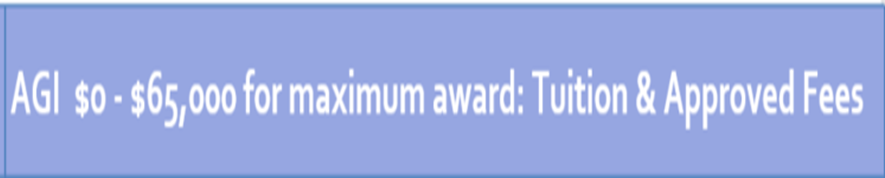 AGI $0 - $65,000 for maximum award: Tuition & Approved Fees